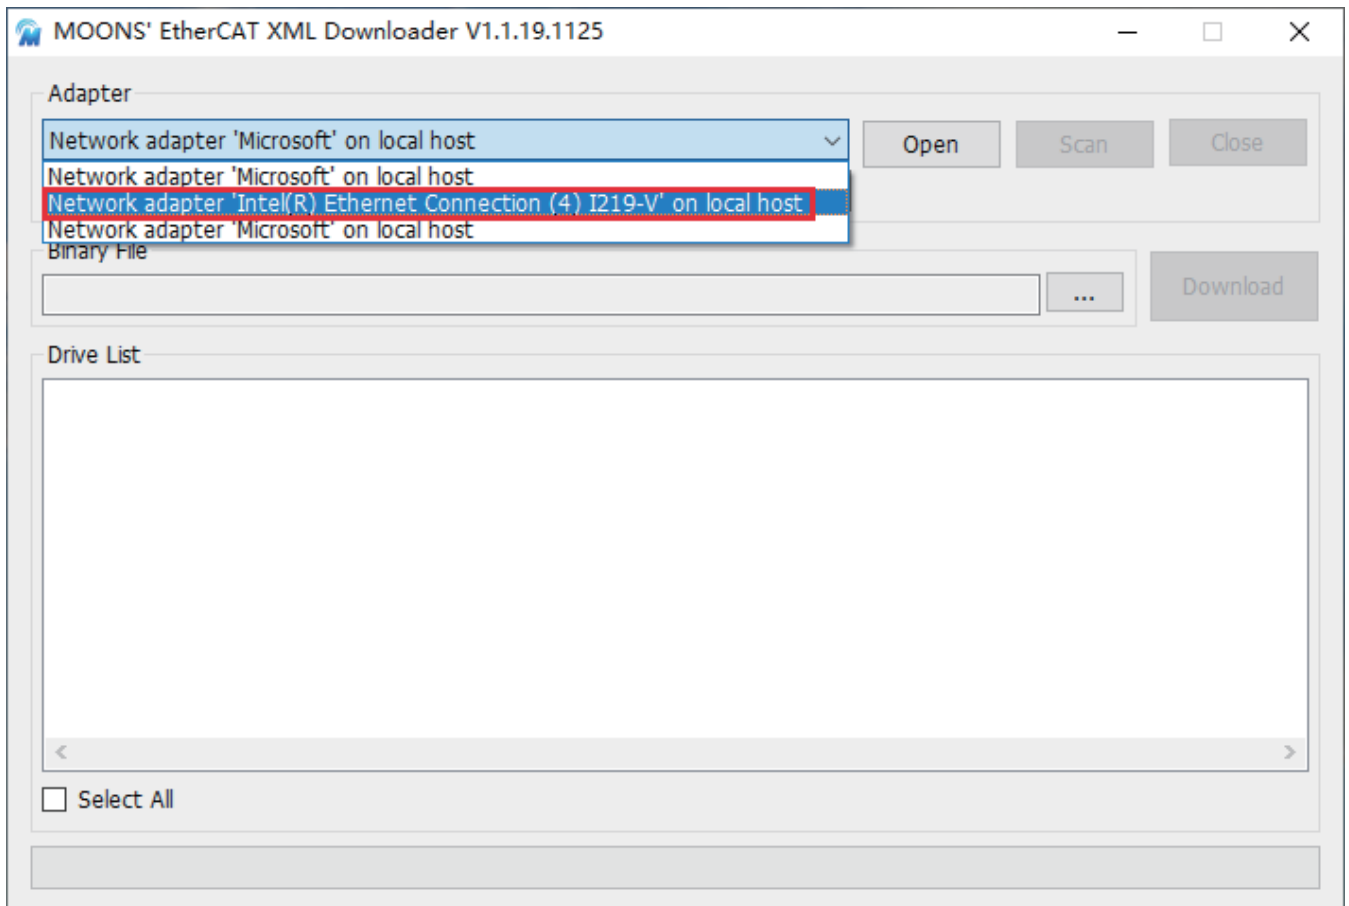 MOONS' EtherCAT XML Downloader V1.1.19.1125
Adapter
Network adapter 'Microsoft' on local host
Open
Scan
Close
Network adapter 'Microsoft' on local host
Network adapter 'Intel(R) Ethernet Connection (4) I219-V' on local host
Network adapter 'Microsoft' on local host
Binary File
...
Download
Drive List
Select All